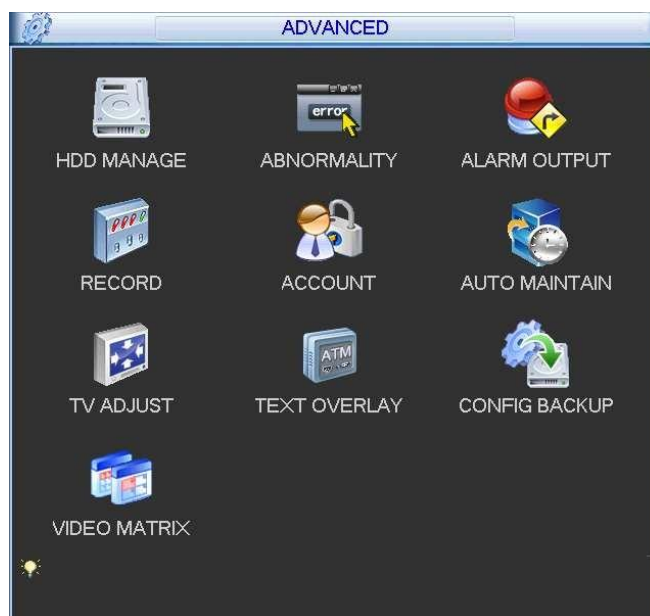 ADVANCED
error
HDD MANAGE
ABNORMALITY
ALARM OUTPUT
RECORD
ACCOUNT
AUTO MAINTAIN
ATM
TV ADJUST
TEXT OVERLAY
CONFIG BACKUP
VIDEO MATRIX